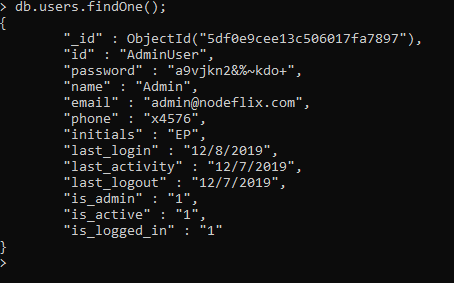 > db.users.findOne();
{
"_id" : ObjectId("5df0e9cee13c506017fa7897"),
"id" : "AdminUser",
"password" : "a9vjkn2&%~kdo+",
"name" : "Admin",
"email" : "admin@nodeflix.com",
"phone" : "x4576",
"initials" : "EP",
"last_login" : "12/8/2019",
"last_activity" : "12/7/2019",
"last_logout" : "12/7/2019",
"is_admin" : "1",
"is_active" : "1",
"is_logged_in" : "1"
}
>